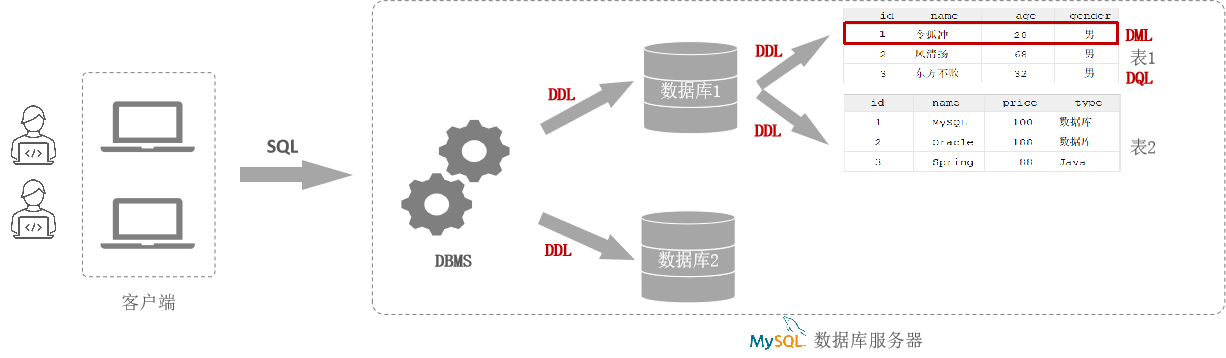 客户端
SQL
DBMS
DDL
DDL
数据库1
数据库2
DDL
DDL
id name age gender
1 令狐冲 28 男
2 风清扬 68 男
3 东方不败 32 男
DML
表1
DQL
id name price type
1 MySQL 100 数据库
2 Oracle 188 数据库
3 Spring 88 Java
表2
MySQL 数据库服务器